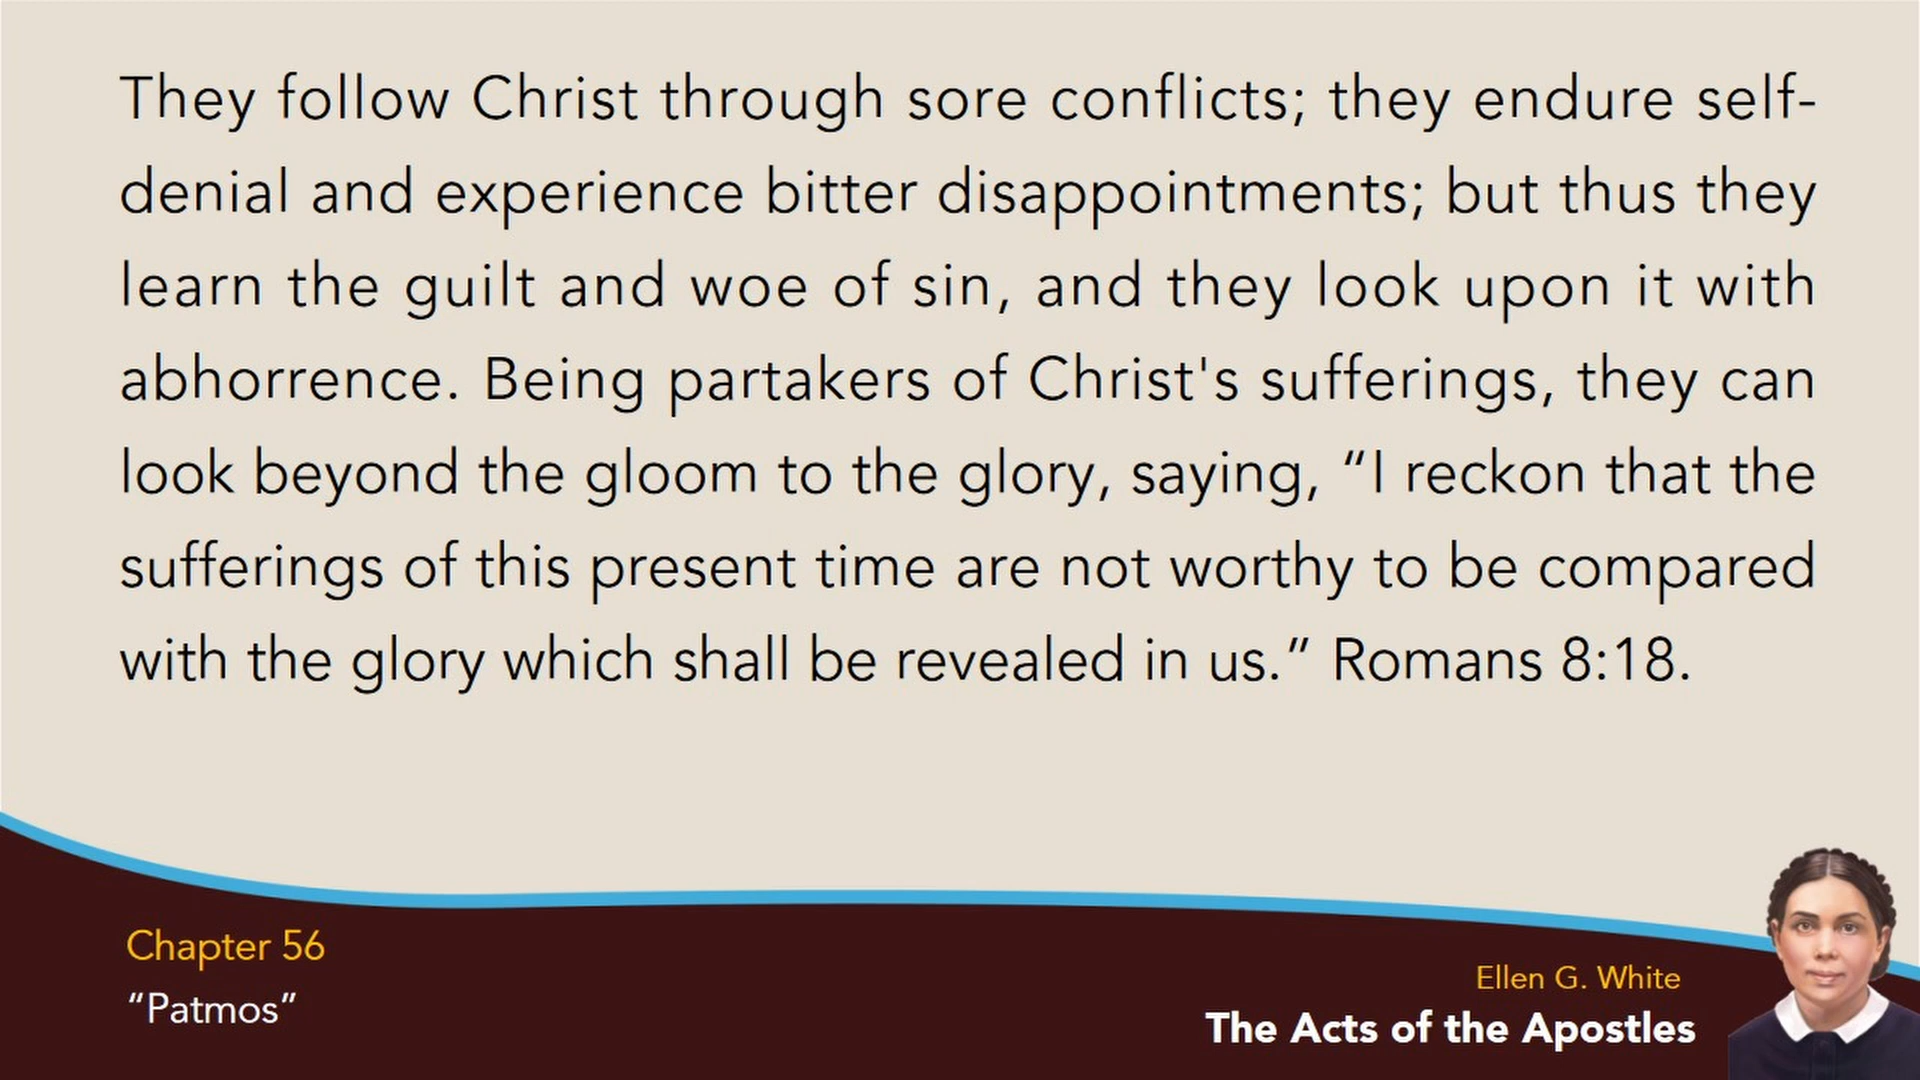 They follow Christ through sore conflicts; they endure self-
denial and experience bitter disappointments; but thus they
learn the guilt and woe of sin, and they look upon it with
abhorrence. Being partakers of Christ's sufferings, they can
look beyond the gloom to the glory, saying, “I reckon that the
sufferings of this present time are not worthy to be compared
with the glory which shall be revealed in us.” Romans 8:18.
Chapter 56
“Patmos”
Ellen G. White
The Acts of the Apostles